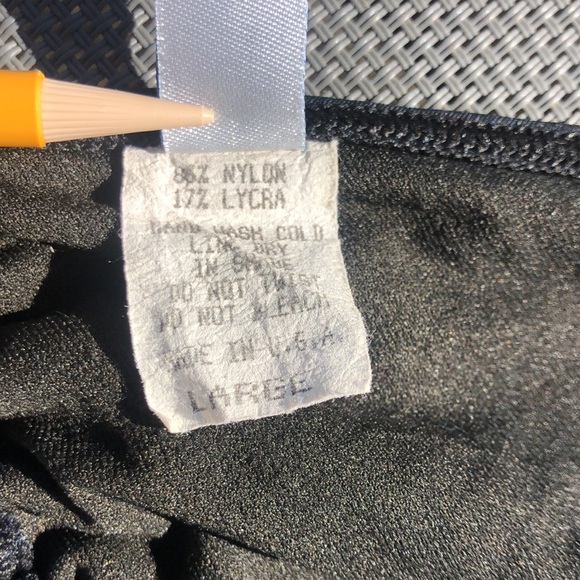 % NYLON
17% LYCRA
HAND WASH COLD
LINE DRY
IN SHADE
DO NOT TWIST
DO NOT BLEACH
MADE IN U.S.A.
LARGE